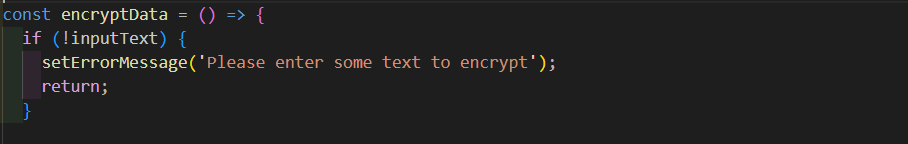 const encryptData = () => {
  if (!inputText) {
    setErrorMessage('Please enter some text to encrypt');
    return;
  }